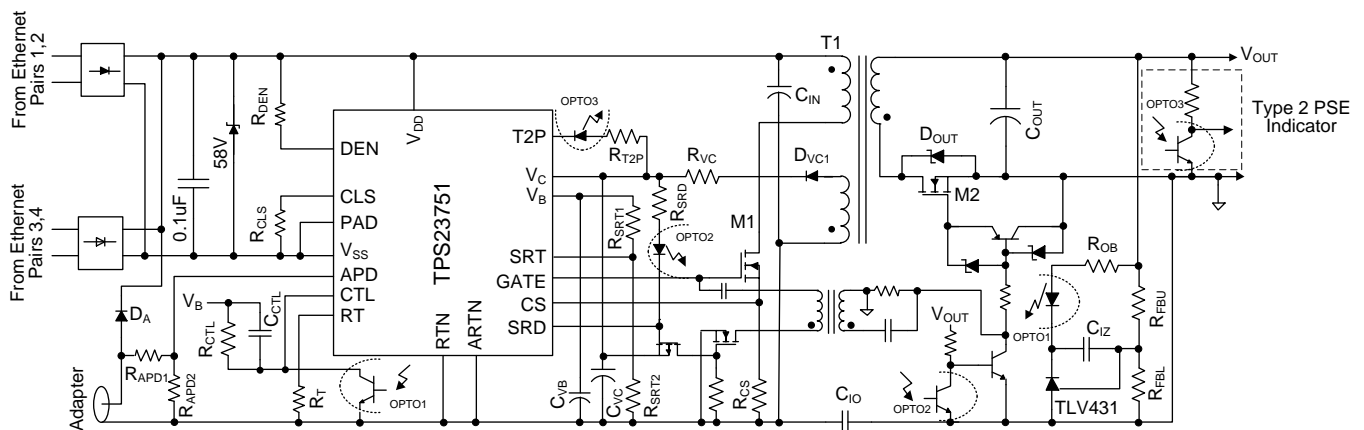 From Ethernet
Pairs 1,2
From Ethernet
Pairs 3,4
0.1uF
58V
RDEN
RCLS
VDD
DEN
CLS
PAD
VSS
APD
CTL
RT
TPS23751
T2P
VC
VB
SRT
GATE
CS
SRD
RTN
ARTN
OPTO3
RT2P
RVC
DVC1
RSRD
RSRT1
OPTO2
M1
T1
CIN
COUT
DOUT
M2
VOUT
OPTO3
Type 2 PSE
Indicator
ROB
OPTO1
CIZ
RFBU
RFBL
TLV431
VOUT
OPTO2
CIO
RCS
RSRT2
CVC
CVB
OPTO1
VB
CCTL
RCTL
RT
DA
RAPD1
RAPD2
Adapter